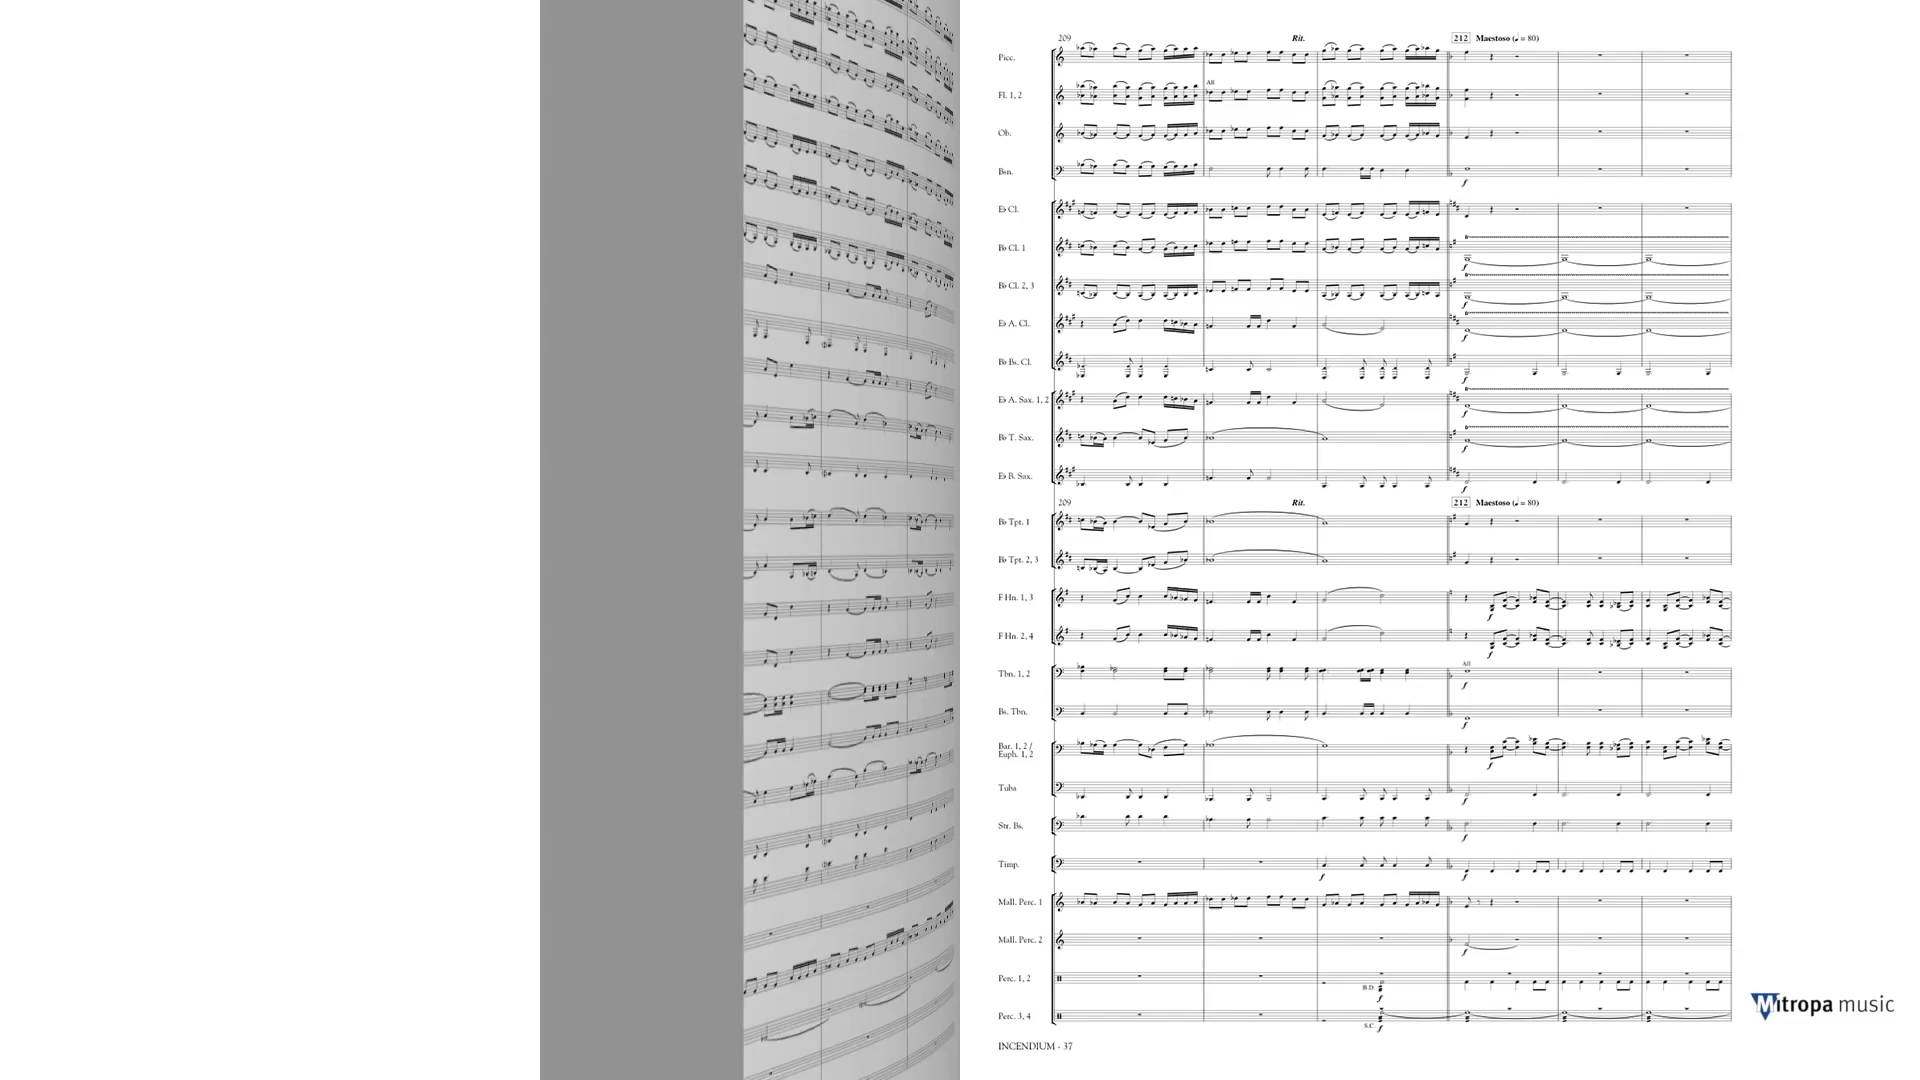 209
Rit.
212 Maestoso (♩ = 80)
Picc.
Fl. 1, 2
All
Ob.
Bsn.
f
E♭ Cl.
B♭ Cl. 1
f
B♭ Cl. 2, 3
f
E♭ A. Cl.
f
B♭ Bs. Cl.
f
E♭ A. Sax. 1, 2
f
B♭ T. Sax.
f
E♭ B. Sax.
f
209
Rit.
212 Maestoso (♩ = 80)
B♭ Tpt. 1
B♭ Tpt. 2, 3
F Hn. 1, 3
f
F Hn. 2, 4
f
All
Tbn. 1, 2
f
Bs. Tbn.
f
Bar. 1, 2 /
Euph. 1, 2
f
Tuba
f
Str. Bs.
f
Timp.
f f
Mall. Perc. 1
f
Mall. Perc. 2
f
Perc. 1, 2
B.D.
f
Perc. 3, 4
S.C.
f
INCENDIUM - 37
Mitropa music